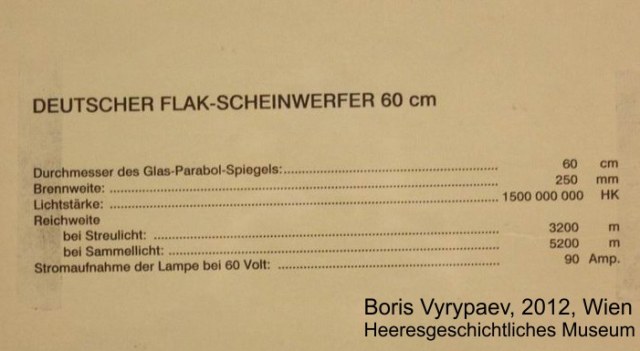 DEUTSCHER FLAK-SCHEINWERFER 60 cm
Durchmesser des Glas-Parabol-Spiegels: 60 cm
Brennweite: 250 mm
Lichtstärke: 1500 000 000 HK
Reichweite
bei Streulicht: 3200 m
bei Sammellicht: 5200 m
Stromaufnahme der Lampe bei 60 Volt: 90 Amp.
Boris Vyrypaev, 2012, Wien
Heeresgeschichtliches Museum